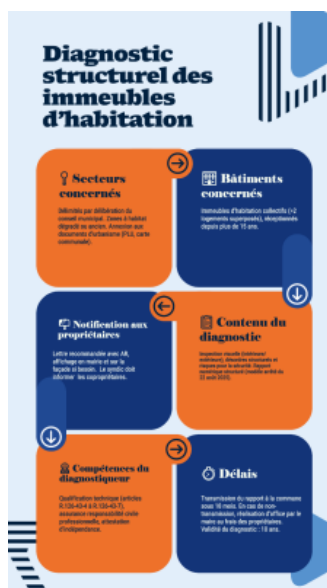 Diagnostic
structurel des
immeubles
d'habitation
Secteurs
concernés
Délimités par délibération du
conseil municipal. Zones à habitat
dégradé ou ancien. Annexion aux
documents d'urbanisme (PLU, carte
communale).
Bâtiments
concernés
Immeubles d'habitation collectifs (>2
logements superposés), réceptionnés
depuis plus de 15 ans.
Notification aux
propriétaires
Lettre recommandée avec AR,
affichage en mairie et sur la
façade si besoin. Le syndic doit
informer les copropriétaires.
Contenu du
diagnostic
Inspection visuelle (intérieure/
extérieure), désordres structurels et
risques pour la sécurité. Rapport
numérique structuré (modèle arrêté du
22 août 2025).
Compétences du
diagnostiqueur
Qualification technique (articles
R.126-43-4 à R.126-43-7),
assurance responsabilité civile
professionnelle, attestation
d'indépendance.
Délais
Transmission du rapport à la commune
sous 18 mois. En cas de non-
transmission, réalisation d'office par le
maire au frais des propriétaires.
Validité du diagnostic : 10 ans.